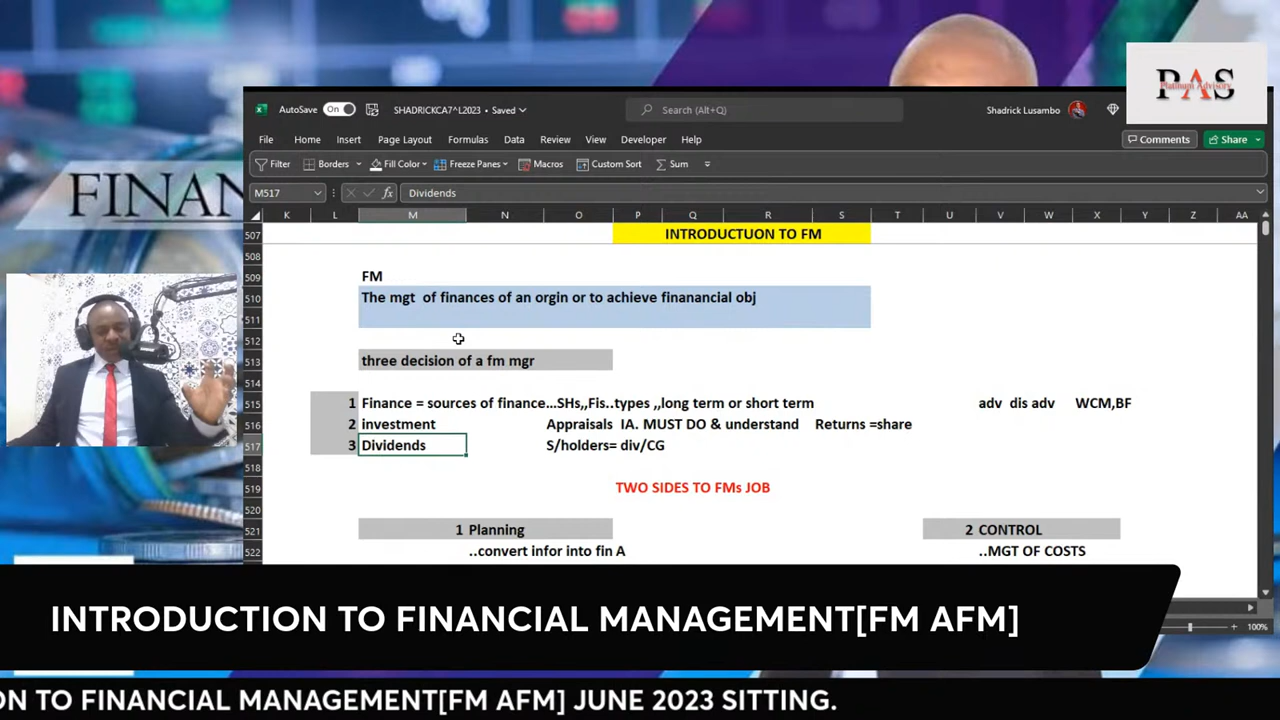 PAS
Platinum Advisory
FINAN
AutoSave On SHADRICKCA7^L2023 • Saved Search (Alt+Q) Shadrick Lusambo
File Home Insert Page Layout Formulas Data Review View Developer Help Comments Share
Filter Borders Fill Color Freeze Panes Macros Custom Sort Sum
M517 fx Dividends
K L M N O P Q R S T U V W X Y Z AA
507 INTRODUCTUON TO FM
508
509 FM
510 The mgt of finances of an orgin or to achieve finanancial obj
511
512
513 three decision of a fm mgr
514
515 1 Finance = sources of finance...SHs,,Fis..types ,,long term or short term adv dis adv WCM,BF
516 2 investment Appraisals IA. MUST DO & understand Returns =share
517 3 Dividends S/holders= div/CG
518
519 TWO SIDES TO FMs JOB
520
521 1 Planning 2 CONTROL
522 ..convert infor into fin A ..MGT OF COSTS
100%
INTRODUCTION TO FINANCIAL MANAGEMENT[FM AFM]
ON TO FINANCIAL MANAGEMENT[FM AFM] JUNE 2023 SITTING.